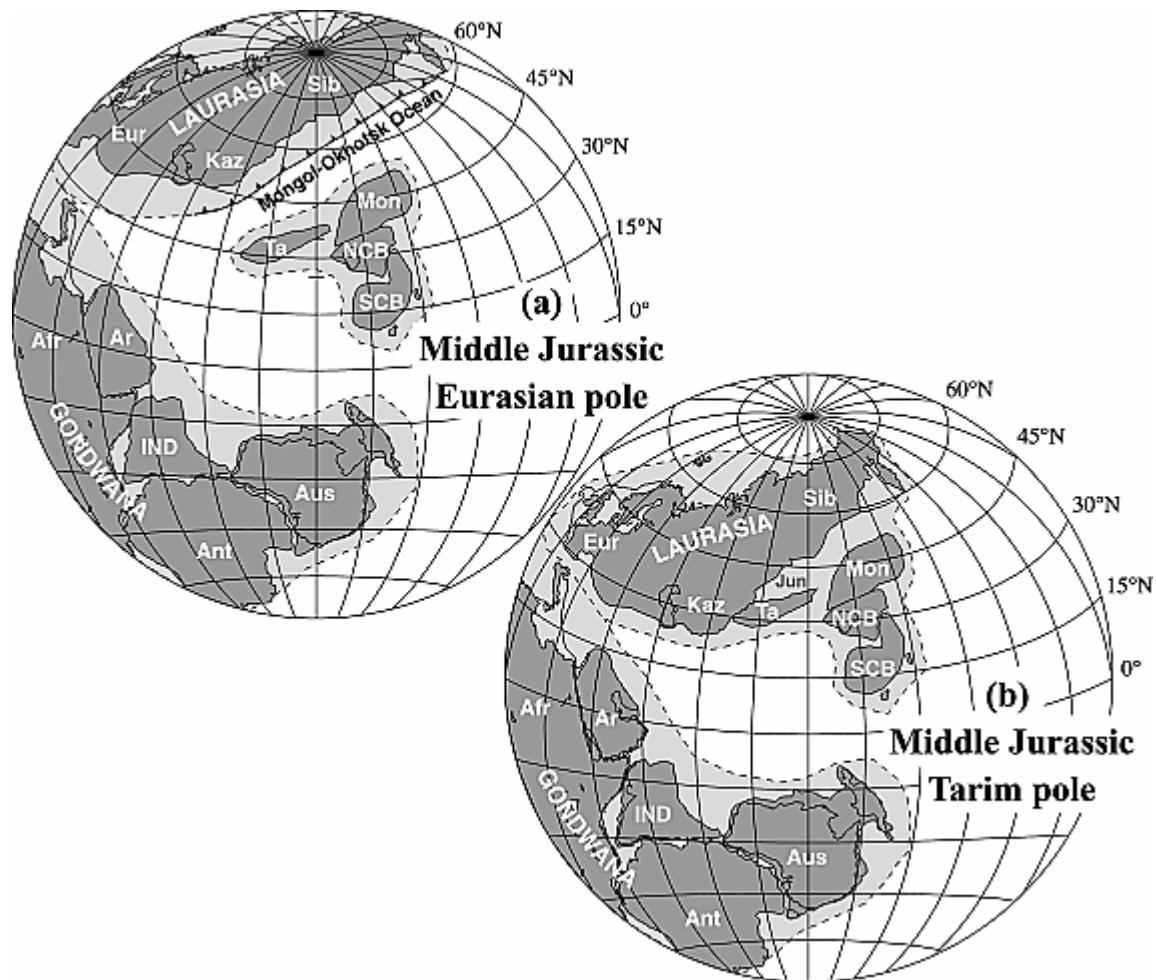 60°N
45°N
30°N
15°N
0°
LAURASIA
Sib
Eur
Kaz
Mongol-Okhotsk Ocean
Mon
Ta
NCB
SCB
Afr
Ar
GONDWANA
IND
Aus
Ant
(a)
Middle Jurassic
Eurasian pole
60°N
45°N
30°N
15°N
0°
LAURASIA
Sib
Eur
Kaz
Jun
Ta
Mon
NCB
SCB
Afr
Ar
GONDWANA
IND
Aus
Ant
(b)
Middle Jurassic
Tarim pole